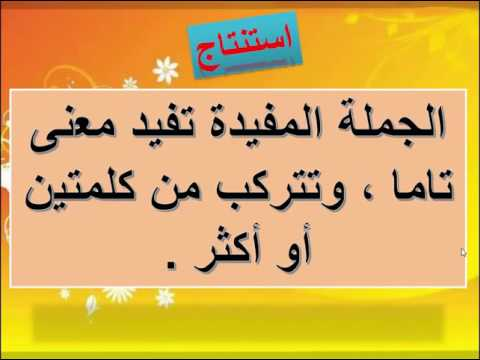 استنتاج
الجملة المفيدة تفيد معنى
تاما ، وتتركب من كلمتين
أو أكثر .